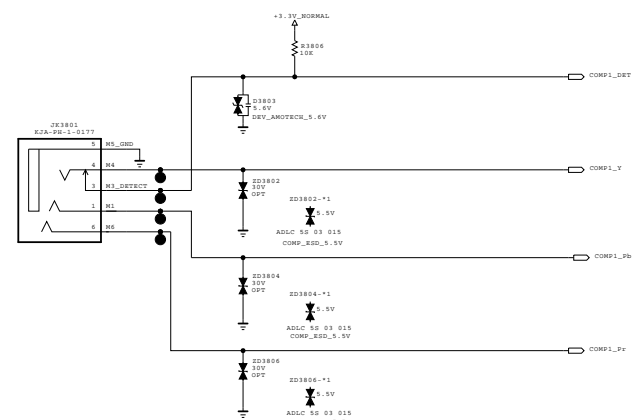 +3.3V_NORMAL
R3806
10K
COMP1_DET
D3803
5.6V
DEV_AMOTECH_5.6V
JK3801
KJA-PH-1-0177
5 M5_GND
4 M4
COMP1_Y
3 M3_DETECT
ZD3802
30V
OPT
ZD3802-*1
5.5V
1 M1
ADLC 5S 03 015
COMP_ESD_5.5V
6 M6
COMP1_Pb
ZD3804
30V
OPT
ZD3804-*1
5.5V
ADLC 5S 03 015
COMP_ESD_5.5V
COMP1_Pr
ZD3806
30V
OPT
ZD3806-*1
5.5V
ADLC 5S 03 015